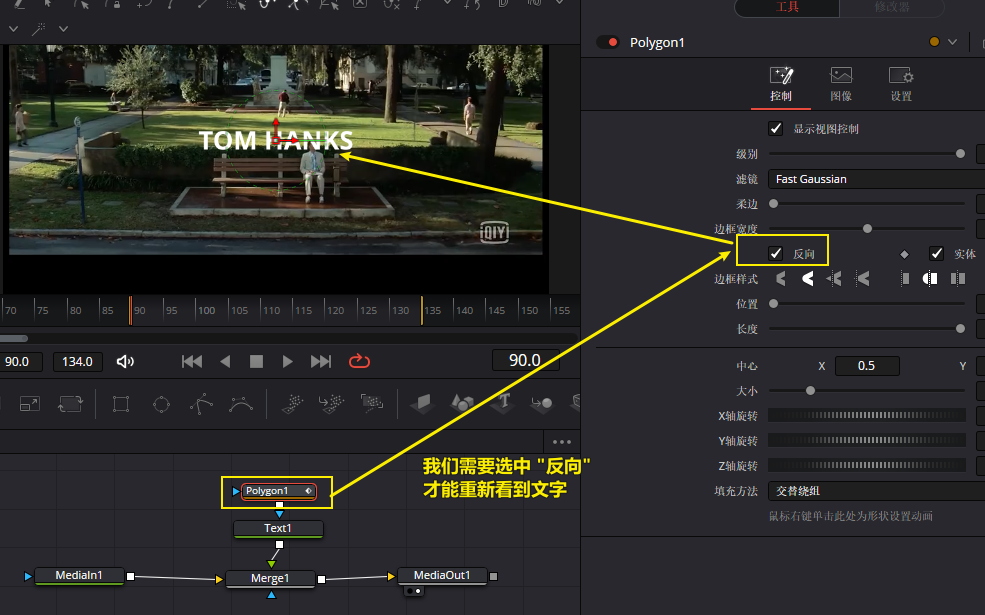 工具
修改器
Polygon1
控制
图像
设置
显示视图控制
级别
滤镜
Fast Gaussian
柔边
边框宽度
反向
实体
边框样式
位置
长度
中心
X
0.5
Y
大小
X轴旋转
Y轴旋转
Z轴旋转
填充方法
交替绕组
鼠标右键单击此处为形状设置动画
TOM HANKS
QIY
70 75 80 85 90 95 100 105 110 115 120 125 130 135 140 145 150 155
90.0
134.0
90.0
我们需要选中 "反向"
才能重新看到文字
Polygon1
Text1
MediaIn1
Merge1
MediaOut1